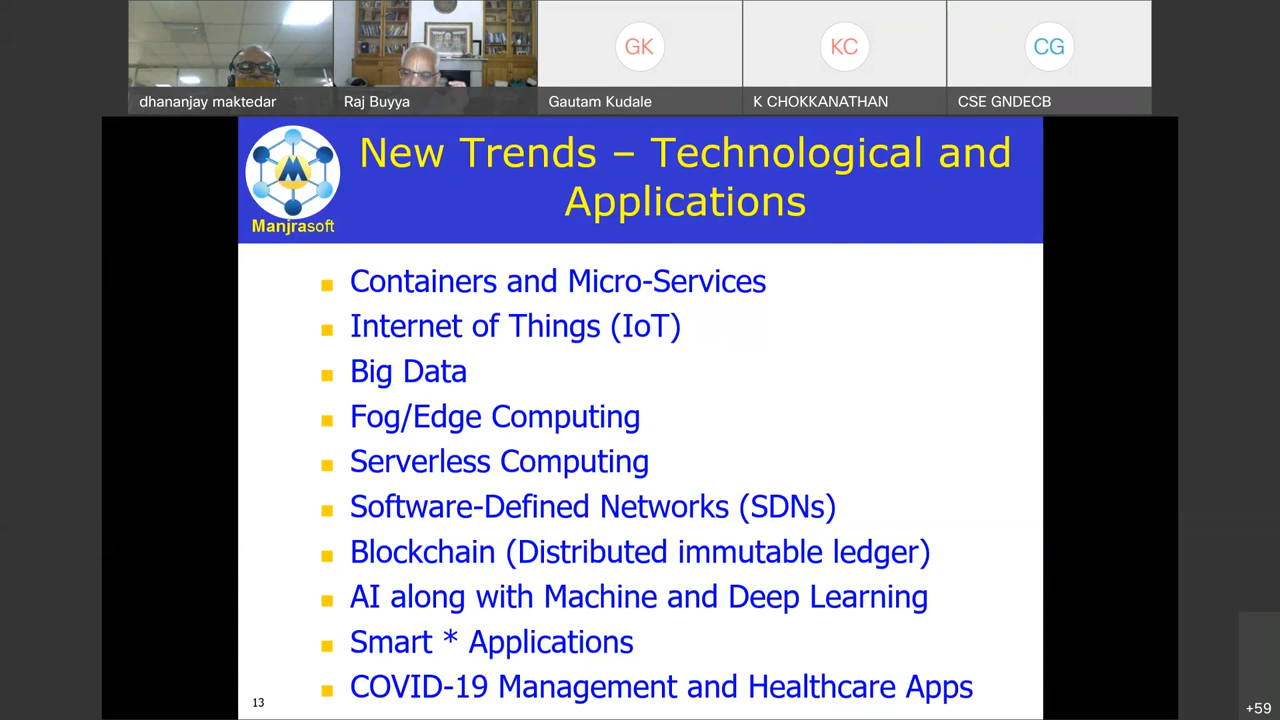 GK
KC
CG
dhananjay maktedar
Raj Buyya
Gautam Kudale
K CHOKKANATHAN
CSE GNDECB
M
Manjrasoft
New Trends – Technological and
Applications
Containers and Micro-Services
Internet of Things (IoT)
Big Data
Fog/Edge Computing
Serverless Computing
Software-Defined Networks (SDNs)
Blockchain (Distributed immutable ledger)
AI along with Machine and Deep Learning
Smart * Applications
COVID-19 Management and Healthcare Apps
13
+59